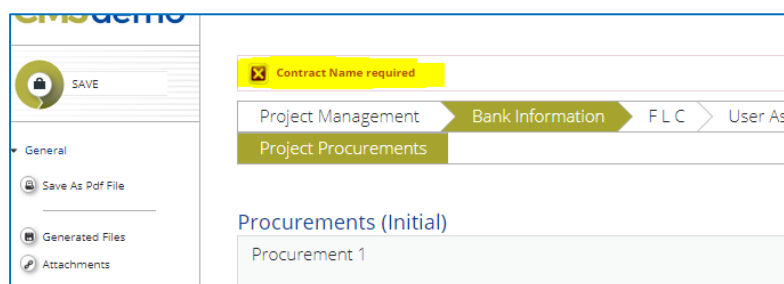 demo
SAVE
General
Save As Pdf File
Generated Files
Attachments
Contract Name required
Project Management Bank Information F L C User As
Project Procurements
Procurements (Initial)
Procurement 1